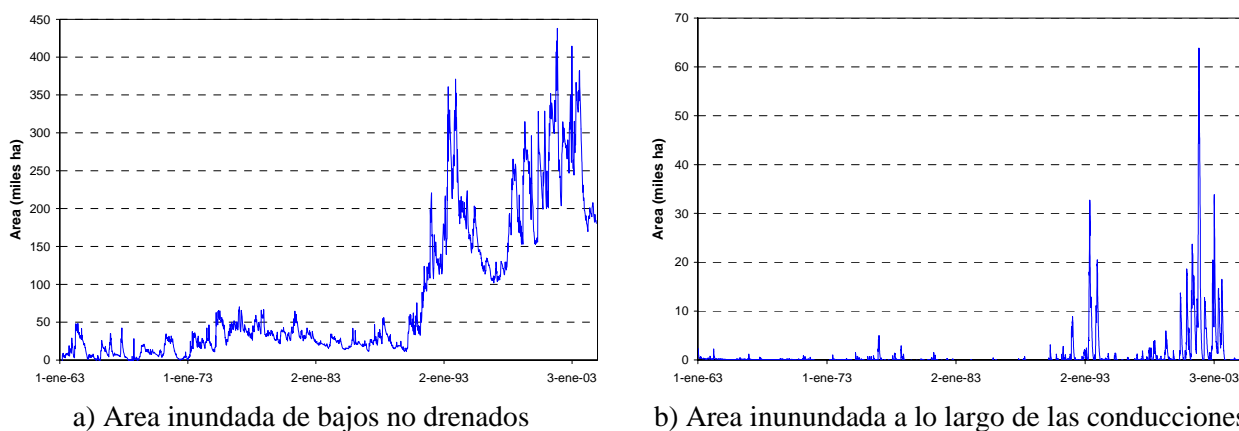 450
400
350
300
250
200
150
100
50
0
Area (miles ha)
1-ene-63
1-ene-73
2-ene-83
2-ene-93
3-ene-03
a) Area inundada de bajos no drenados
70
60
50
40
30
20
10
0
Area (miles ha)
1-ene-63
1-ene-73
2-ene-83
2-ene-93
3-ene-03
b) Area inunundada a lo largo de las conducciones